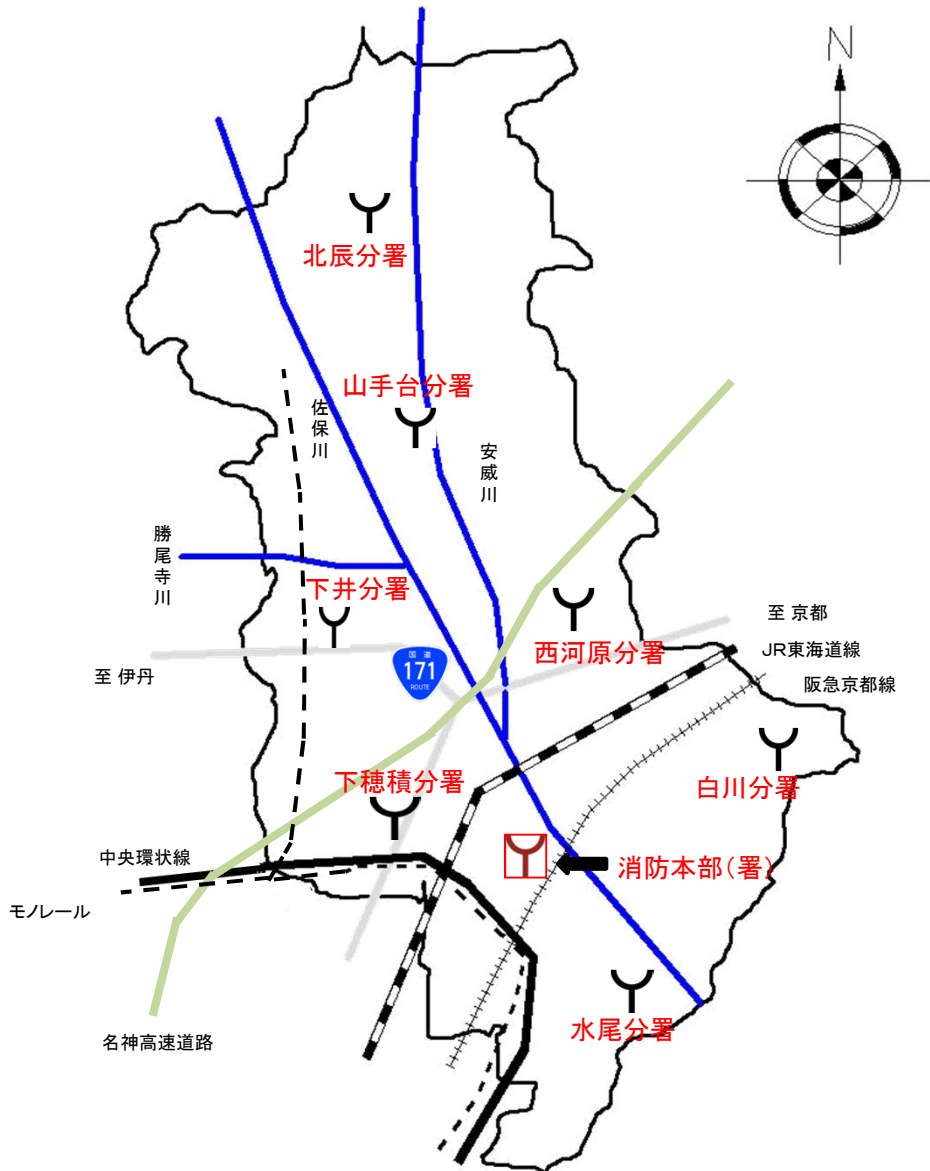 N
北辰分署
山手台分署
佐保川
安威川
勝尾寺川
下井分署
至 京都
西河原分署
JR東海道線
国道
171
ROUTE
至 伊丹
阪急京都線
下穂積分署
白川分署
中央環状線
消防本部(署)
モノレール
水尾分署
名神高速道路